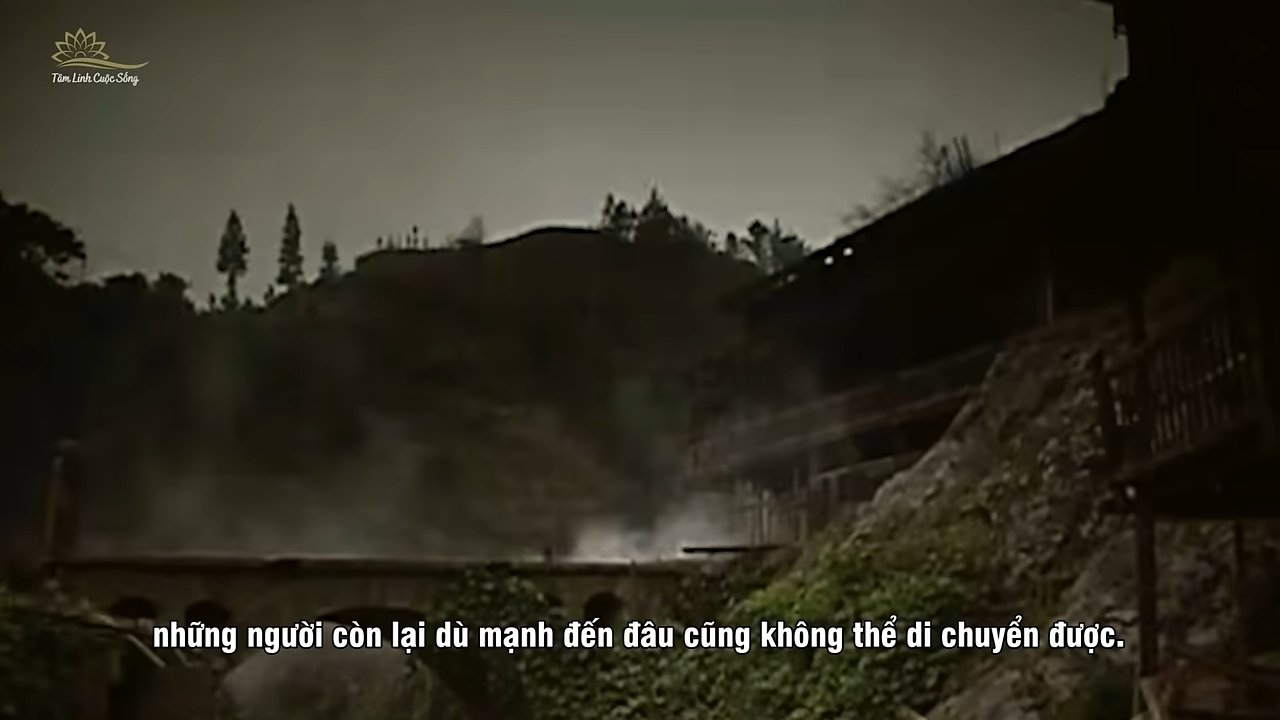 Tâm Linh Cuộc Sống
những người còn lại dù mạnh đến đâu cũng không thể di chuyển được.